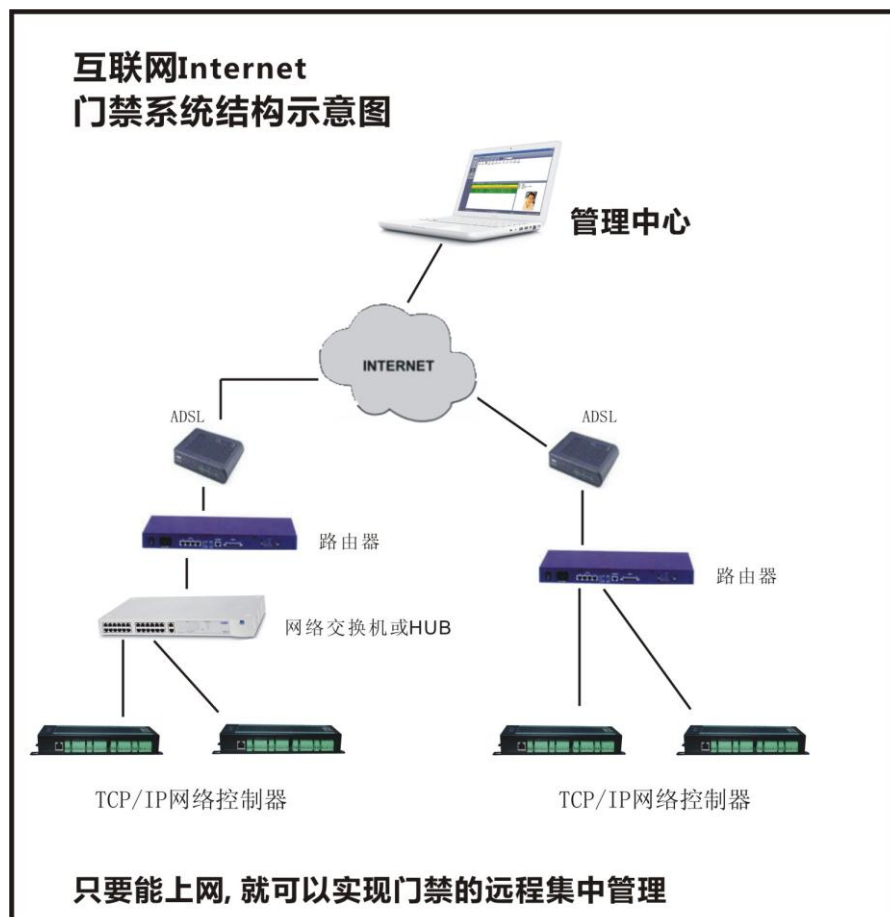 互联网Internet
门禁系统结构示意图
管理中心
INTERNET
ADSL
ADSL
路由器
路由器
网络交换机或HUB
TCP/IP网络控制器
TCP/IP网络控制器
只要能上网, 就可以实现门禁的远程集中管理